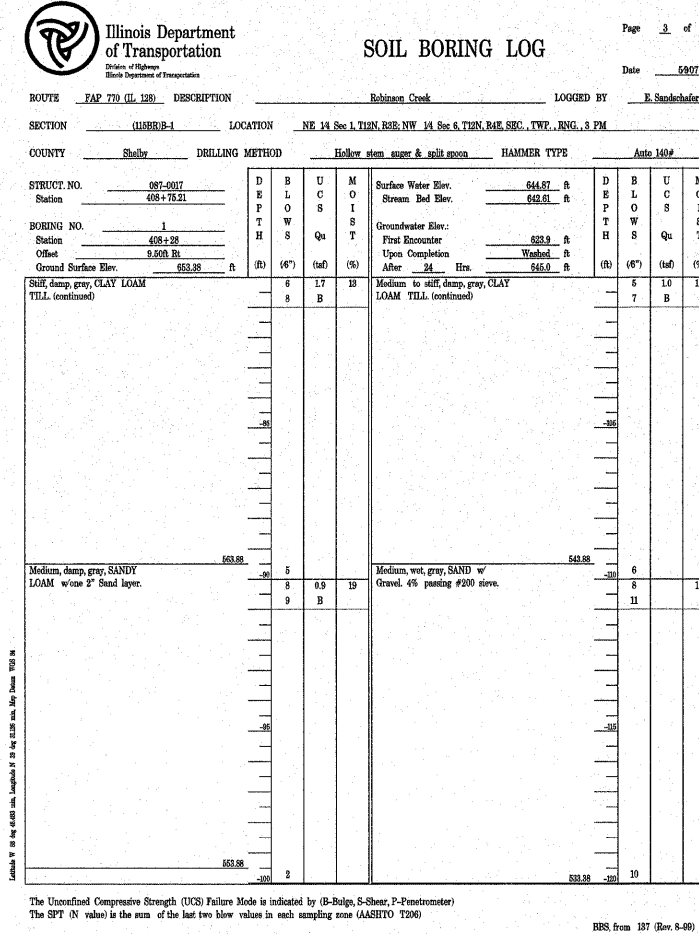 Illinois Department
of Transportation
Division of Highways
Illinois Department of Transportation
SOIL BORING LOG
Page 3 of
Date 5/9/07
ROUTE FAP 770 (IL 128) DESCRIPTION Robinson Creek LOGGED BY E. Sandschafer
SECTION (115BR)B-1 LOCATION NE 1/4 Sec 1, T12N, R3E; NW 1/4 Sec 6, T12N, R4E, SEC. , TWP. , RNG. , 3 PM
COUNTY Shelby DRILLING METHOD Hollow stem auger & split spoon HAMMER TYPE Auto 140#
STRUCT. NO. 087-0017
Station 408+75.21
BORING NO. 1
Station 408+28
Offset 9.50ft Rt
Ground Surface Elev. 653.38 ft
DEPTH (ft)
BLOWS (/6")
UCS Qu (tsf)
MOIST (%)
Surface Water Elev. 644.87 ft
Stream Bed Elev. 642.61 ft
Groundwater Elev.:
First Encounter 623.9 ft
Upon Completion Washed ft
After 24 Hrs. 645.0 ft
DEPTH (ft)
BLOWS (/6")
UCS Qu (tsf)
Stiff, damp, gray, CLAY LOAM 6 1.7 13
TILL. (continued) 8 B
-85
563.88
Medium, damp, gray, SANDY -90 5
LOAM w/one 2" Sand layer. 8 0.9 19
9 B
-95
553.88
-100 2
Medium to stiff, damp, gray, CLAY 5 1.0 1
LOAM TILL. (continued) 7 B
-105
543.88
Medium, wet, gray, SAND w/ -110 6
Gravel. 4% passing #200 sieve. 8 1
11
-115
533.38 -120 10
The Unconfined Compressive Strength (UCS) Failure Mode is indicated by (B-Bulge, S-Shear, P-Penetrometer)
The SPT (N value) is the sum of the last two blow values in each sampling zone (AASHTO T206)
BBS, from 137 (Rev. 8-99)